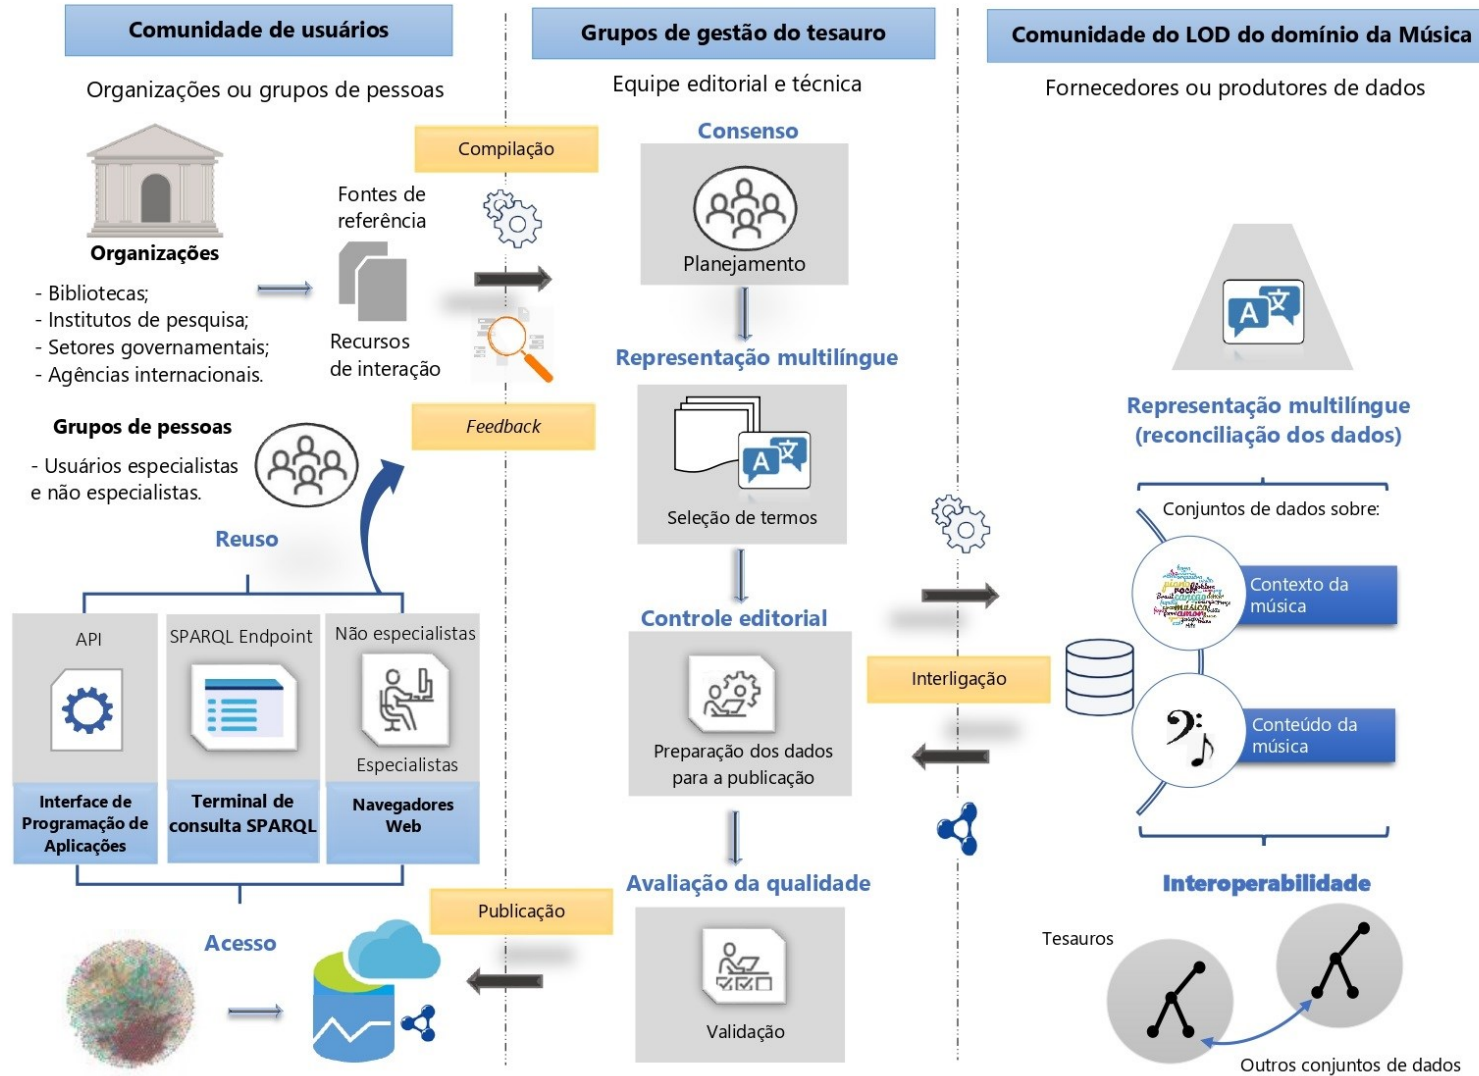 Comunidade de usuários
Organizações ou grupos de pessoas
Organizações
- Bibliotecas;
- Institutos de pesquisa;
- Setores governamentais;
- Agências internacionais.
Fontes de
referência
Recursos
de interação
Grupos de pessoas
- Usuários especialistas
e não especialistas.
Reuso
API
Interface de
Programação de
Aplicações
SPARQL Endpoint
Terminal de
consulta SPARQL
Não especialistas
Especialistas
Navegadores
Web
Acesso
Compilação
Feedback
Publicação
Grupos de gestão do tesauro
Equipe editorial e técnica
Consenso
Planejamento
Representação multilíngue
A 文
Seleção de termos
Controle editorial
Preparação dos dados
para a publicação
Avaliação da qualidade
Validação
Interligação
Comunidade do LOD do domínio da Música
Fornecedores ou produtores de dados
A 文
Representação multilíngue
(reconciliação dos dados)
Conjuntos de dados sobre:
Contexto da
música
Conteúdo da
música
Interoperabilidade
Tesauros
Outros conjuntos de dados